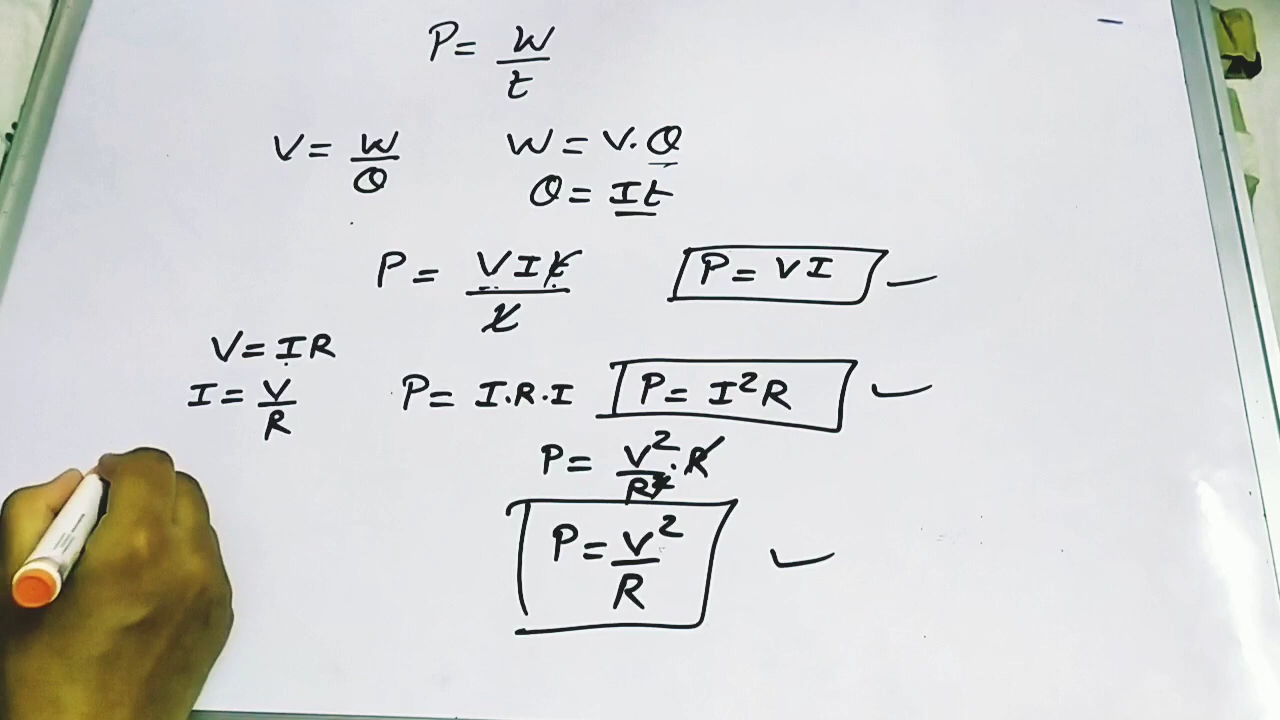 P = W/t
V = W/Q W = V.Q
Q = It
P = VIt/t P = VI
V = IR
I = V/R P = I.R.I P = I²R
P = V²/R² . R
P = V²/R